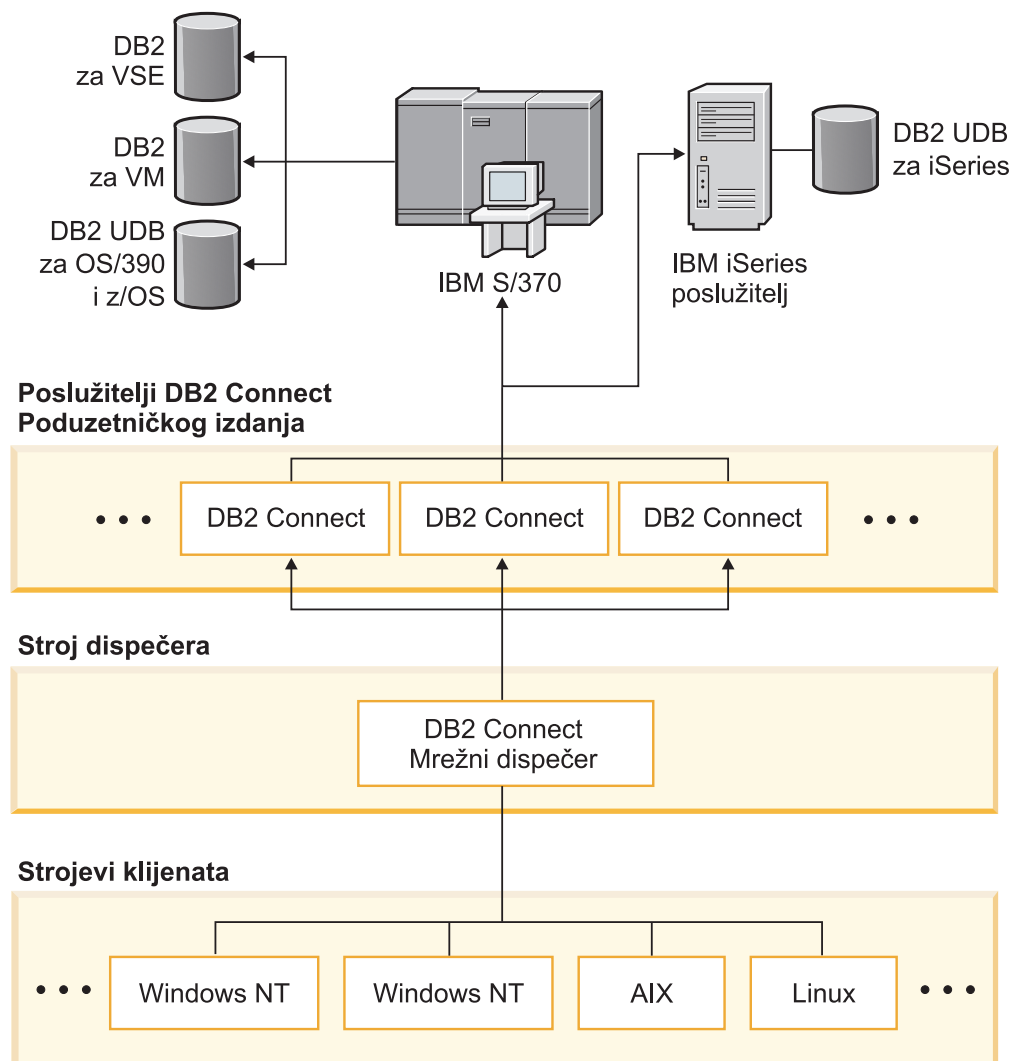 DB2
za VSE
DB2
za VM
DB2 UDB
za OS/390
i z/OS
IBM S/370
DB2 UDB
za iSeries
IBM iSeries
poslužitelj
Poslužitelji DB2 Connect
Poduzetničkog izdanja
• • •
DB2 Connect
DB2 Connect
DB2 Connect
• • •
Stroj dispečera
DB2 Connect
Mrežni dispečer
Strojevi klijenata
• • •
Windows NT
Windows NT
AIX
Linux
• • •